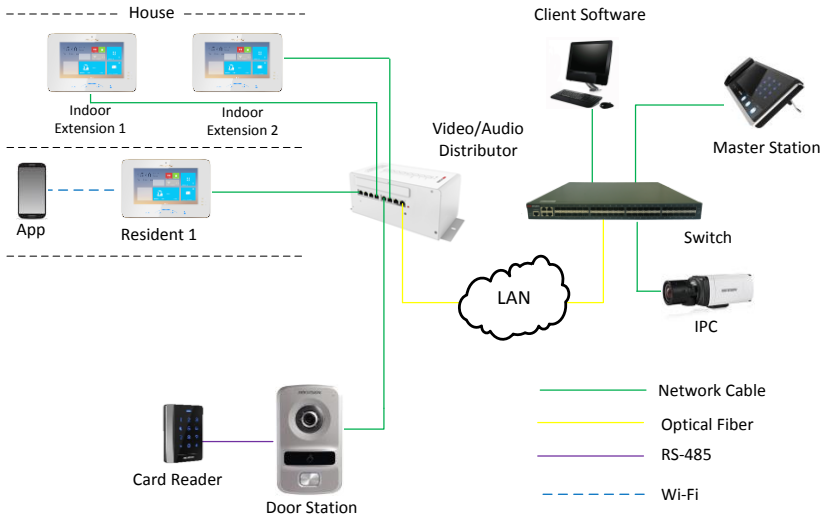 House
Indoor
Extension 1
Indoor
Extension 2
Client Software
Video/Audio
Distributor
Master Station
App
Resident 1
Switch
LAN
IPC
Card Reader
Door Station
Network Cable
Optical Fiber
RS-485
Wi-Fi